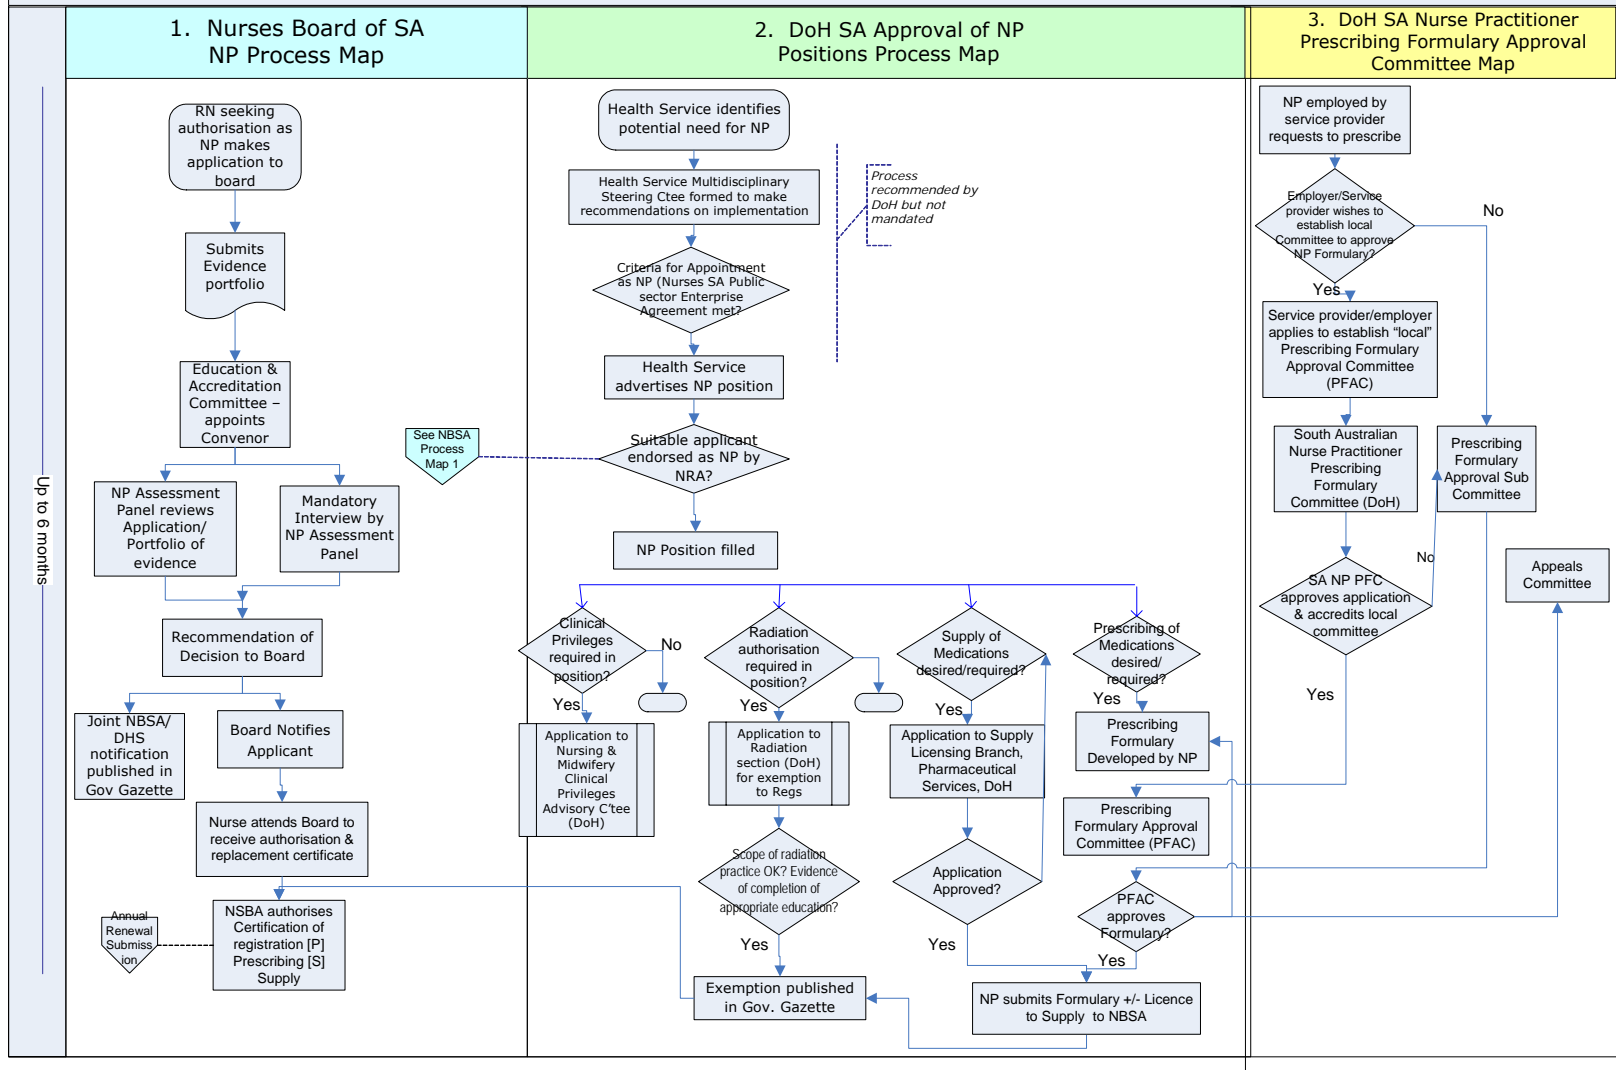 1. Nurses Board of SA
NP Process Map
2. DoH SA Approval of NP
Positions Process Map
3. DoH SA Nurse Practitioner
Prescribing Formulary Approval
Committee Map
Up to 6 months
RN seeking
authorisation as
NP makes
application to
board
Submits
Evidence
portfolio
Education &
Accreditation
Committee –
appoints
Convenor
NP Assessment
Panel reviews
Application/
Portfolio of
evidence
Mandatory
Interview by
NP Assessment
Panel
Recommendation of
Decision to Board
Joint NBSA/
DHS
notification
published in
Gov Gazette
Board Notifies
Applicant
Nurse attends Board to
receive authorisation &
replacement certificate
Annual
Renewal
Submiss
ion
NSBA authorises
Certification of
registration [P]
Prescribing [S]
Supply
Health Service identifies
potential need for NP
Health Service Multidisciplinary
Steering Ctee formed to make
recommendations on implementation
Process
recommended by
DoH but not
mandated
Criteria for Appointment
as NP (Nurses SA Public
sector Enterprise
Agreement met?
Health Service
advertises NP position
See NBSA
Process
Map 1
Suitable applicant
endorsed as NP by
NRA?
NP Position filled
Clinical
Privileges
required in
position?
No
Yes
Application to
Nursing &
Midwifery
Clinical
Privileges
Advisory C'tee
(DoH)
Radiation
authorisation
required in
position?
Yes
Application to
Radiation
section (DoH)
for exemption
to Regs
Scope of radiation
practice OK? Evidence
of completion of
appropriate education?
Yes
Exemption published
in Gov. Gazette
Supply of
Medications
desired/required?
Yes
Application to Supply
Licensing Branch,
Pharmaceutical
Services, DoH
Application
Approved?
Yes
Prescribing of
Medications
desired/
required?
Yes
Prescribing
Formulary
Developed by NP
Prescribing
Formulary Approval
Committee (PFAC)
PFAC
approves
Formulary?
Yes
NP submits Formulary +/- Licence
to Supply to NBSA
NP employed by
service provider
requests to prescribe
Employer/Service
provider wishes to
establish local
Committee to approve
NP Formulary?
No
Yes
Service provider/employer
applies to establish “local”
Prescribing Formulary
Approval Committee
(PFAC)
South Australian
Nurse Practitioner
Prescribing
Formulary
Committee (DoH)
Prescribing
Formulary
Approval Sub
Committee
No
SA NP PFC
approves application
& accredits local
committee
Yes
Appeals
Committee